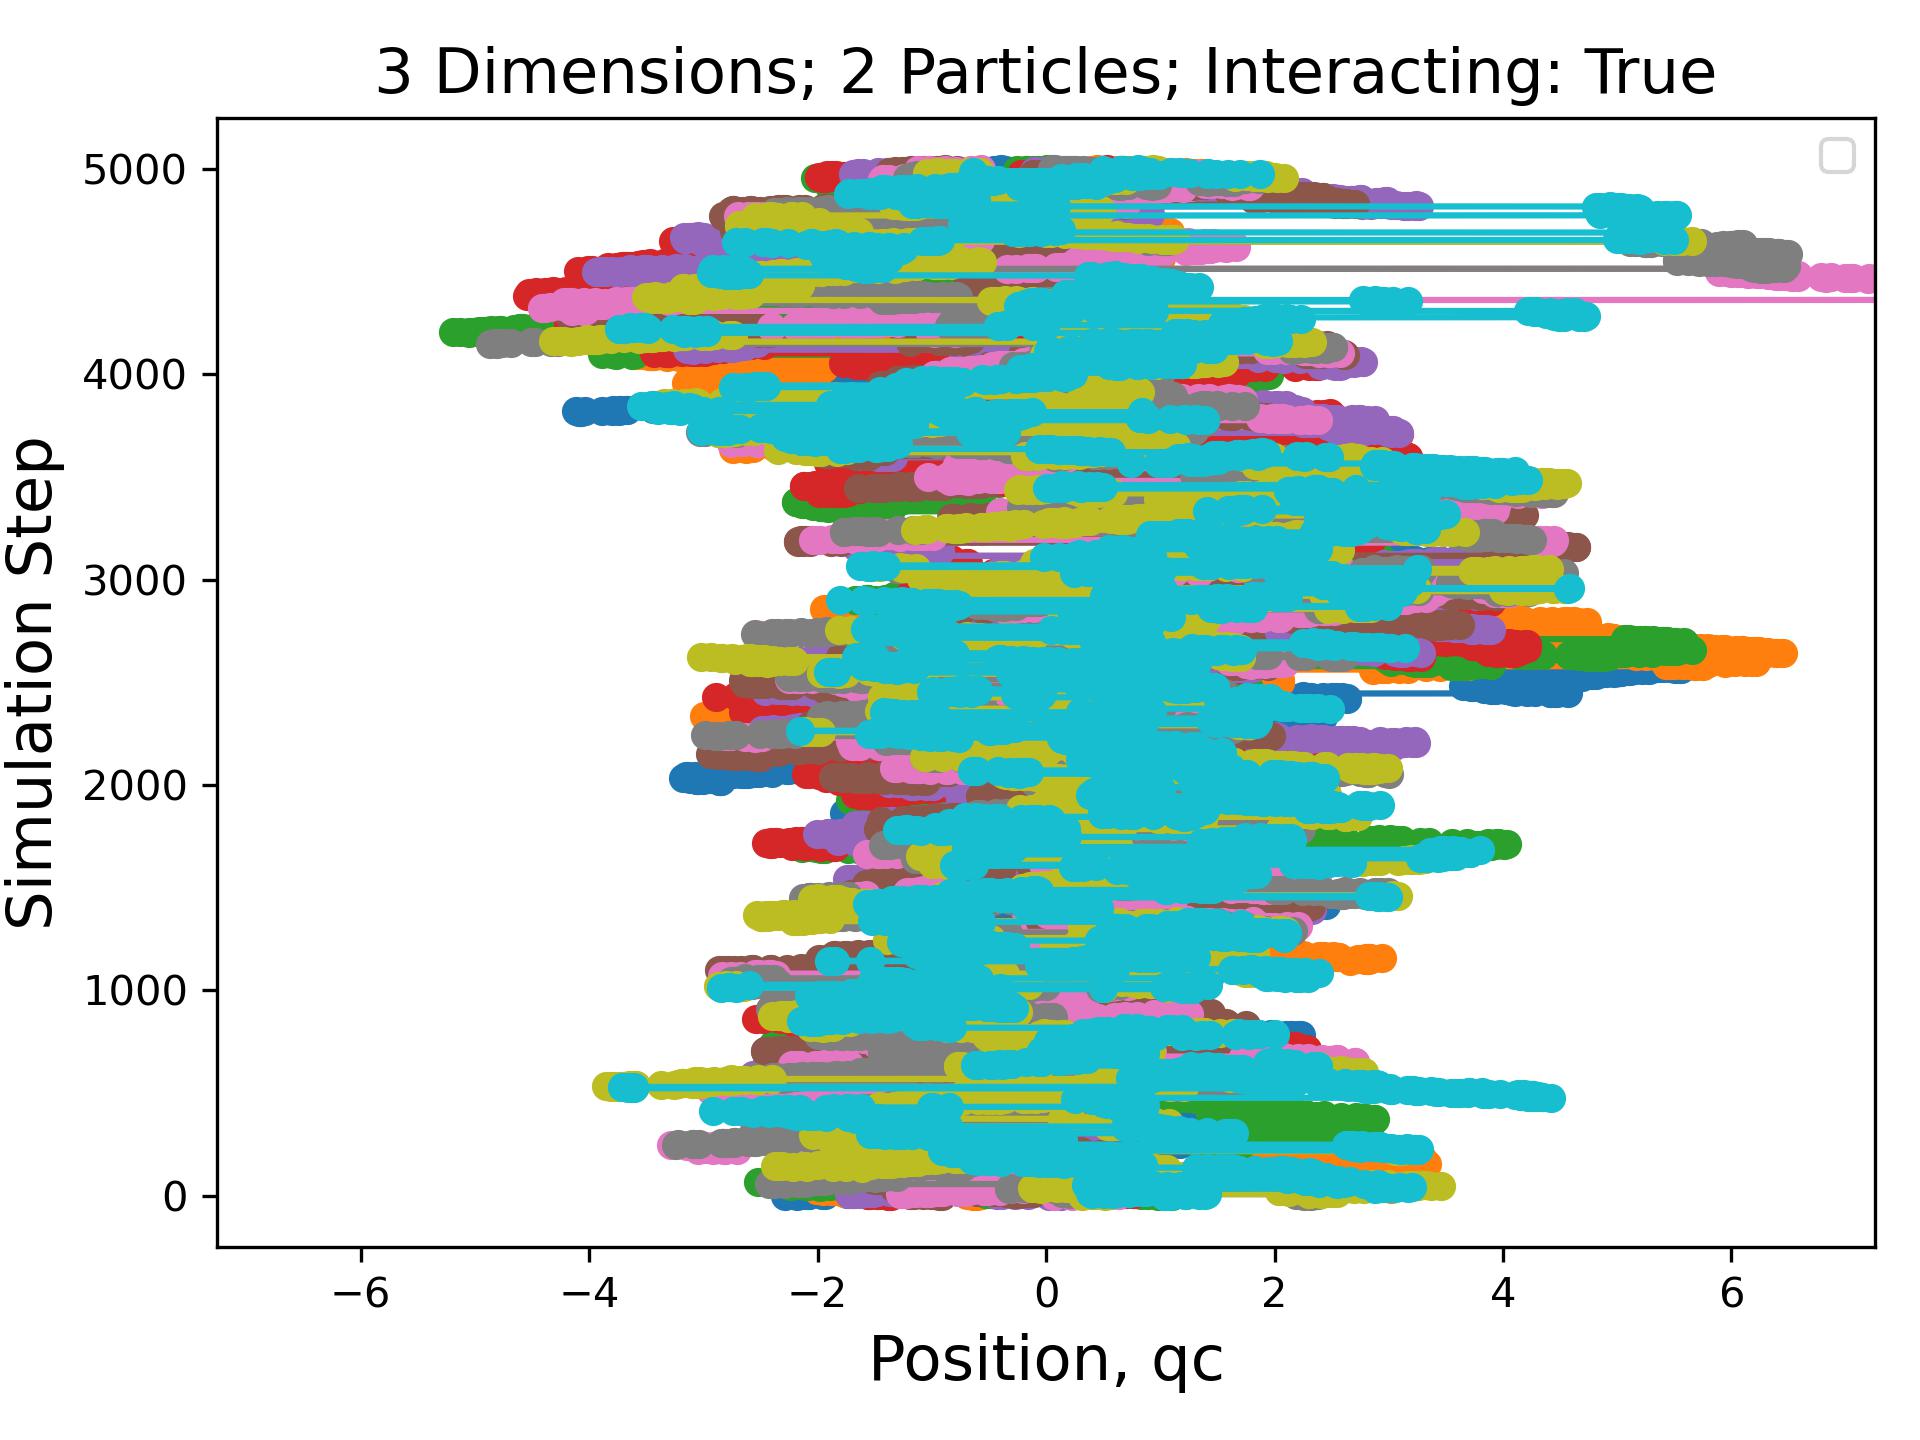 3 Dimensions; 2 Particles; Interacting: True
Simulation Step
5000
4000
3000
2000
1000
0
−6 −4 −2 0 2 4 6
Position, qc